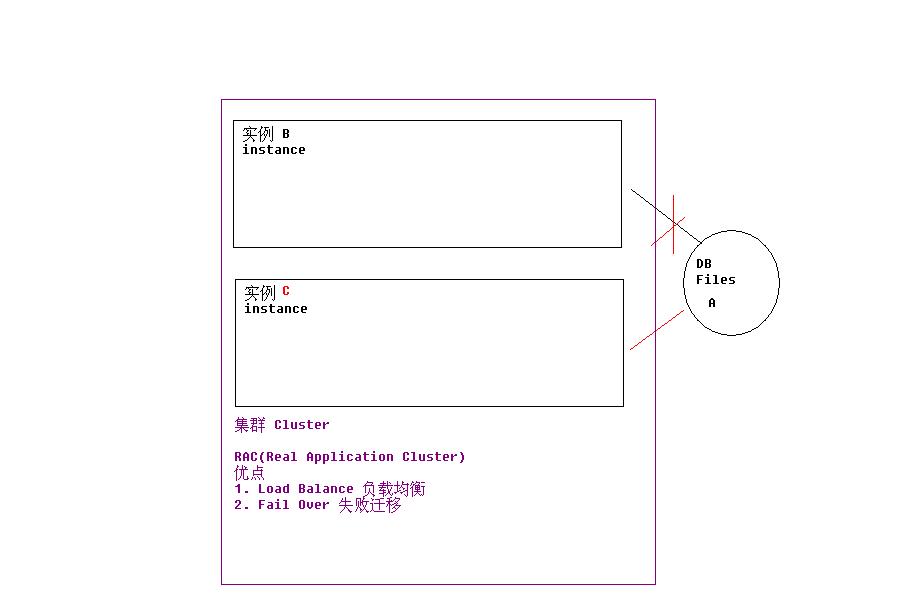 实例 B
instance
实例 C
instance
DB
Files
A
集群 Cluster
RAC(Real Application Cluster)
优点
1. Load Balance 负载均衡
2. Fail Over 失败迁移